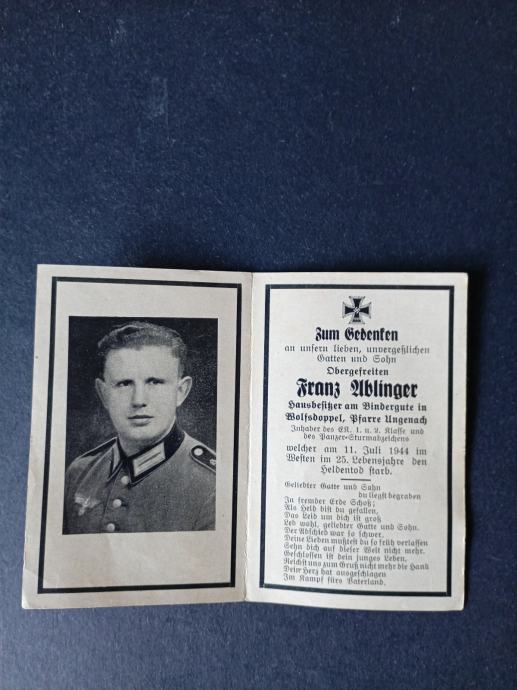 Zum Gedenken
an unsern lieben, unvergeßlichen
Gatten und Sohn
Obergefreiten
Franz Ablinger
Hausbesitzer am Bindergute in
Wolfsdoppel, Pfarre Ungenach
Inhaber des EK. 1. u. 2. Klasse und
des Panzer-Sturmabzeichens
welcher am 11. Juli 1944 im
Westen im 25. Lebensjahre den
Heldentod starb.
Geliebter Gatte und Sohn
du liegst begraben
In fremder Erde Schoß;
Als Held bist du gefallen,
Das Leid um dich ist groß
Leb wohl, geliebter Gatte und Sohn.
Der Abschied war so schwer.
Deine Lieben mußtest du so früh verlassen
Sehn dich auf dieser Welt nicht mehr.
Geschlossen ist dein junges Leben.
Reichst uns zum Gruß nicht mehr die Hand
Dein Herz hat ausgeschlagen
Im Kampf fürs Vaterland.